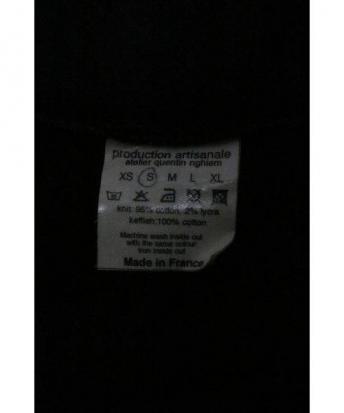 production artisanale
atelier quentin nghiem
XS S M L XL
knit: 98% cotton, 2% lycra
keffieh: 100% cotton
Machine wash inside out
with the same colour
Iron inside out
Made in France